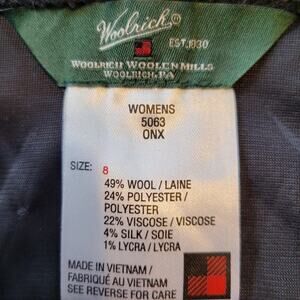 Woolrich
EST.1830
WOOLRICH WOOLEN MILLS
WOOLRICH, PA
WOMENS
5063
ONX
SIZE: 8
49% WOOL / LAINE
24% POLYESTER /
POLYESTER
22% VISCOSE / VISCOSE
4% SILK / SOIE
1% LYCRA / LYCRA
MADE IN VIETNAM /
FABRIQUÉ AU VIETNAM
SEE REVERSE FOR CARE